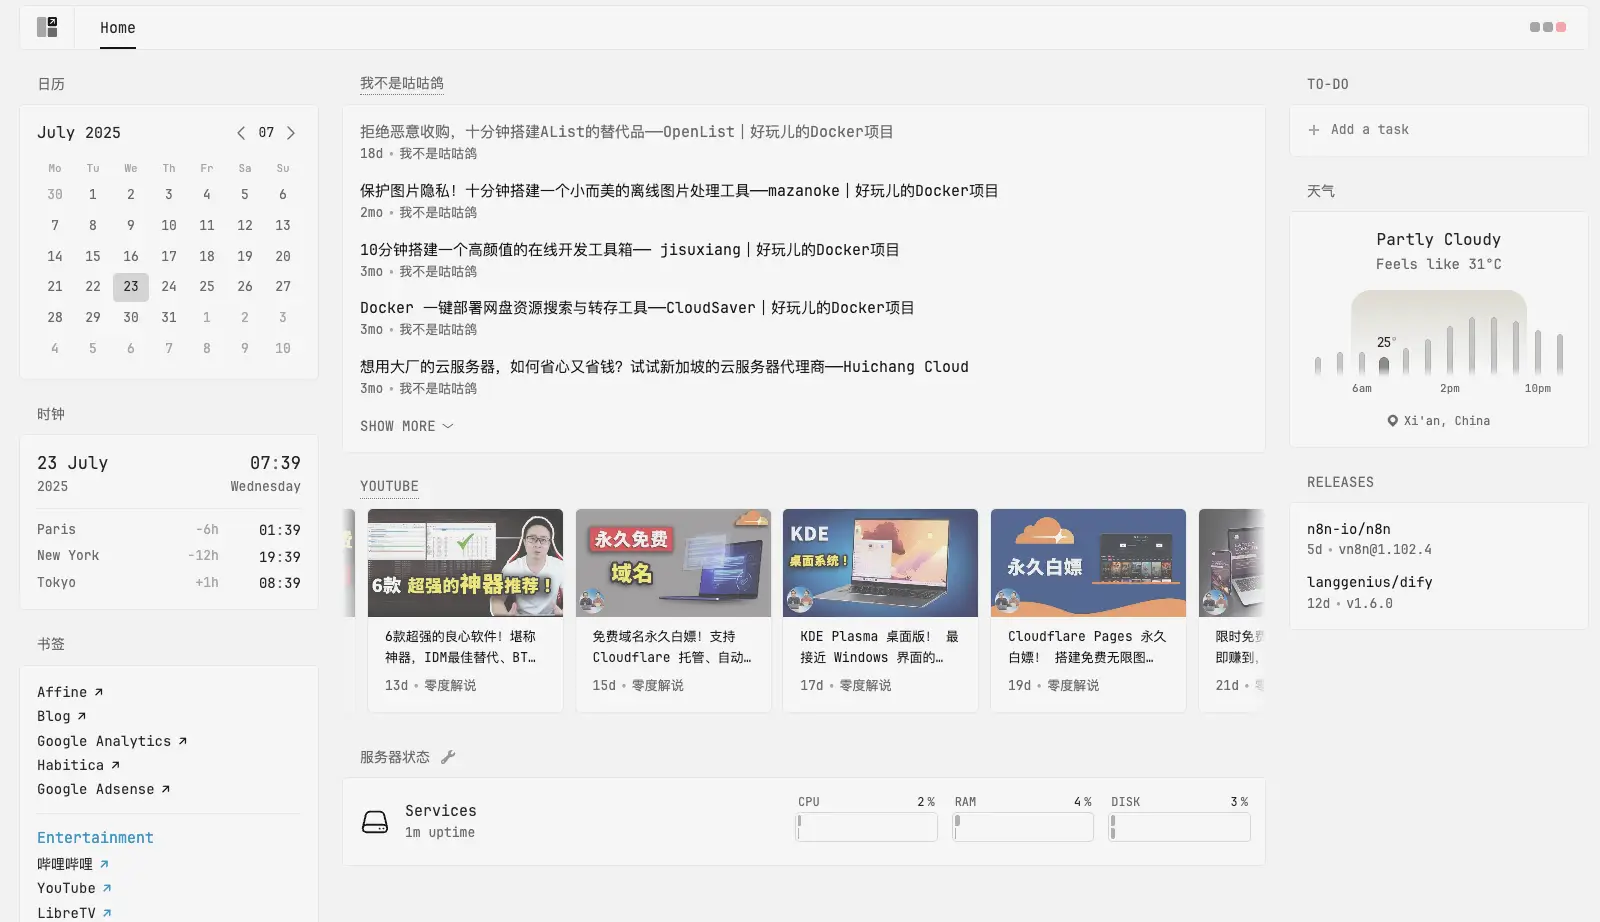 Home
日历
July 2025
07
Mo Tu We Th Fr Sa Su
30 1 2 3 4 5 6
7 8 9 10 11 12 13
14 15 16 17 18 19 20
21 22 23 24 25 26 27
28 29 30 31 1 2 3
4 5 6 7 8 9 10
时钟
23 July 07:39
2025 Wednesday
Paris -6h 01:39
New York -12h 19:39
Tokyo +1h 08:39
书签
Affine ↗
Blog ↗
Google Analytics ↗
Habitica ↗
Google Adsense ↗
Entertainment
哔哩哔哩 ↗
YouTube ↗
LibreTV ↗
我不是咕咕鸽
拒绝恶意收购，十分钟搭建AList的替代品——OpenList｜好玩儿的Docker项目
18d • 我不是咕咕鸽
保护图片隐私！十分钟搭建一个小而美的离线图片处理工具——mazanoke｜好玩儿的Docker项目
2mo • 我不是咕咕鸽
10分钟搭建一个高颜值的在线开发工具箱—— jisuxiang｜好玩儿的Docker项目
3mo • 我不是咕咕鸽
Docker 一键部署网盘资源搜索与转存工具——CloudSaver｜好玩儿的Docker项目
3mo • 我不是咕咕鸽
想用大厂的云服务器，如何省心又省钱？试试新加坡的云服务器代理商——Huichang Cloud
3mo • 我不是咕咕鸽
SHOW MORE
YOUTUBE
6款 超强的神器推荐！
6款超强的良心软件！堪称
神器，IDM最佳替代、BT…
13d • 零度解说
永久免费
域名
免费域名永久白嫖！支持
Cloudflare 托管、自动…
15d • 零度解说
KDE
桌面系统！
KDE Plasma 桌面版！ 最
接近 Windows 界面的…
17d • 零度解说
永久白嫖
Cloudflare Pages 永久
白嫖！ 搭建免费无限图…
19d • 零度解说
限时免费
即赚到，
21d •
服务器状态
Services
1m uptime
CPU 2%
RAM 4%
DISK 3%
TO-DO
+ Add a task
天气
Partly Cloudy
Feels like 31°C
25°
6am 2pm 10pm
Xi'an, China
RELEASES
n8n-io/n8n
5d • vn8n@1.102.4
langgenius/dify
12d • v1.6.0